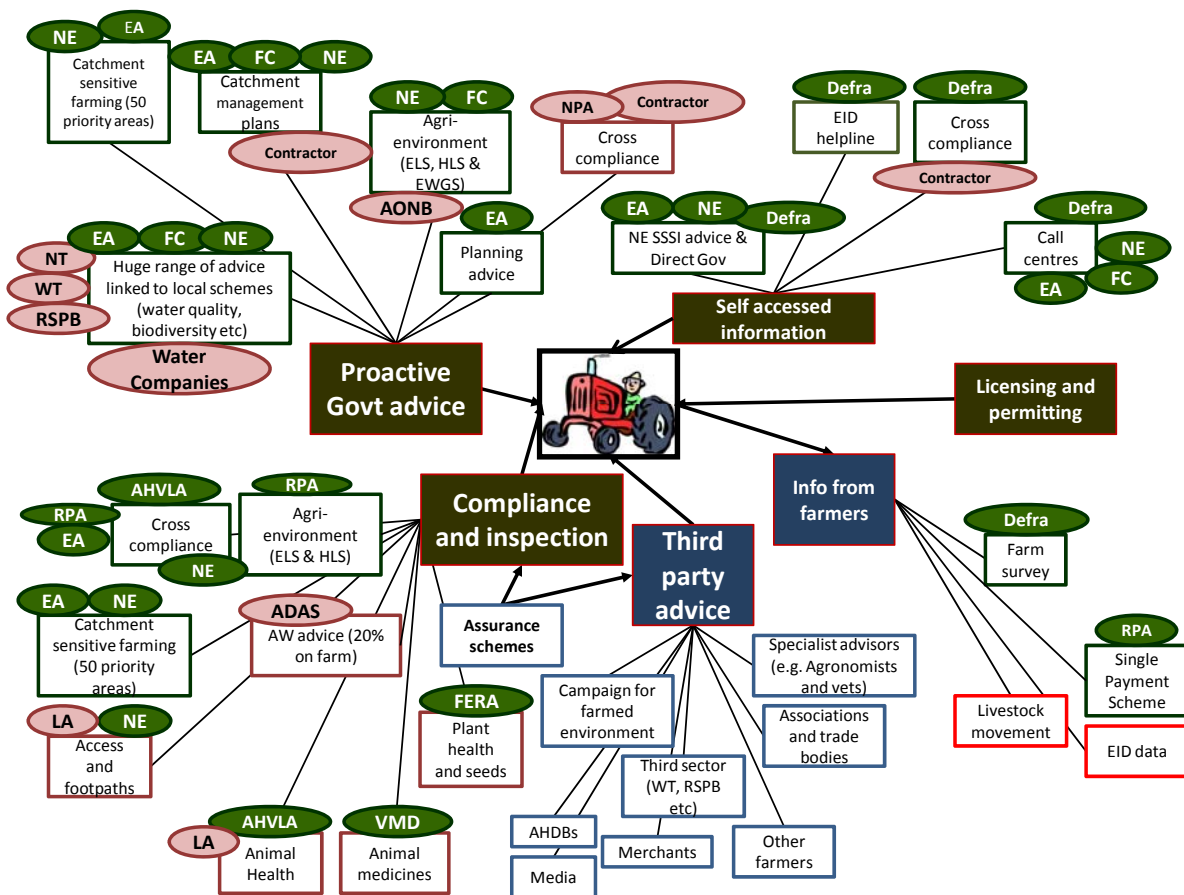 NE
EA
Catchment
sensitive
farming (50
priority areas)
EA
FC
NE
Catchment
management
plans
Contractor
NE
FC
Agri-
environment
(ELS, HLS &
EWGS)
AONB
NPA
Contractor
Cross
compliance
EA
Planning
advice
Defra
EID
helpline
Defra
Cross
compliance
Contractor
EA
NE
Defra
NE SSSI advice &
Direct Gov
Defra
Call
centres
NE
FC
EA
EA
FC
NE
NT
WT
RSPB
Huge range of advice
linked to local schemes
(water quality,
biodiversity etc)
Water
Companies
Proactive
Govt advice
Self accessed
information
Licensing and
permitting
AHVLA
RPA
EA
Cross
compliance
NE
RPA
Agri-
environment
(ELS & HLS)
Compliance
and inspection
Third
party
advice
Info from
farmers
Defra
Farm
survey
EA
NE
Catchment
sensitive farming
(50 priority
areas)
ADAS
AW advice (20%
on farm)
Assurance
schemes
LA
NE
Access
and
footpaths
FERA
Plant
health
and seeds
Campaign for
farmed
environment
Specialist advisors
(e.g. Agronomists
and vets)
Associations
and trade
bodies
Third sector
(WT, RSPB
etc)
RPA
Single
Payment
Scheme
Livestock
movement
EID data
LA
AHVLA
Animal
Health
VMD
Animal
medicines
AHDBs
Media
Merchants
Other
farmers